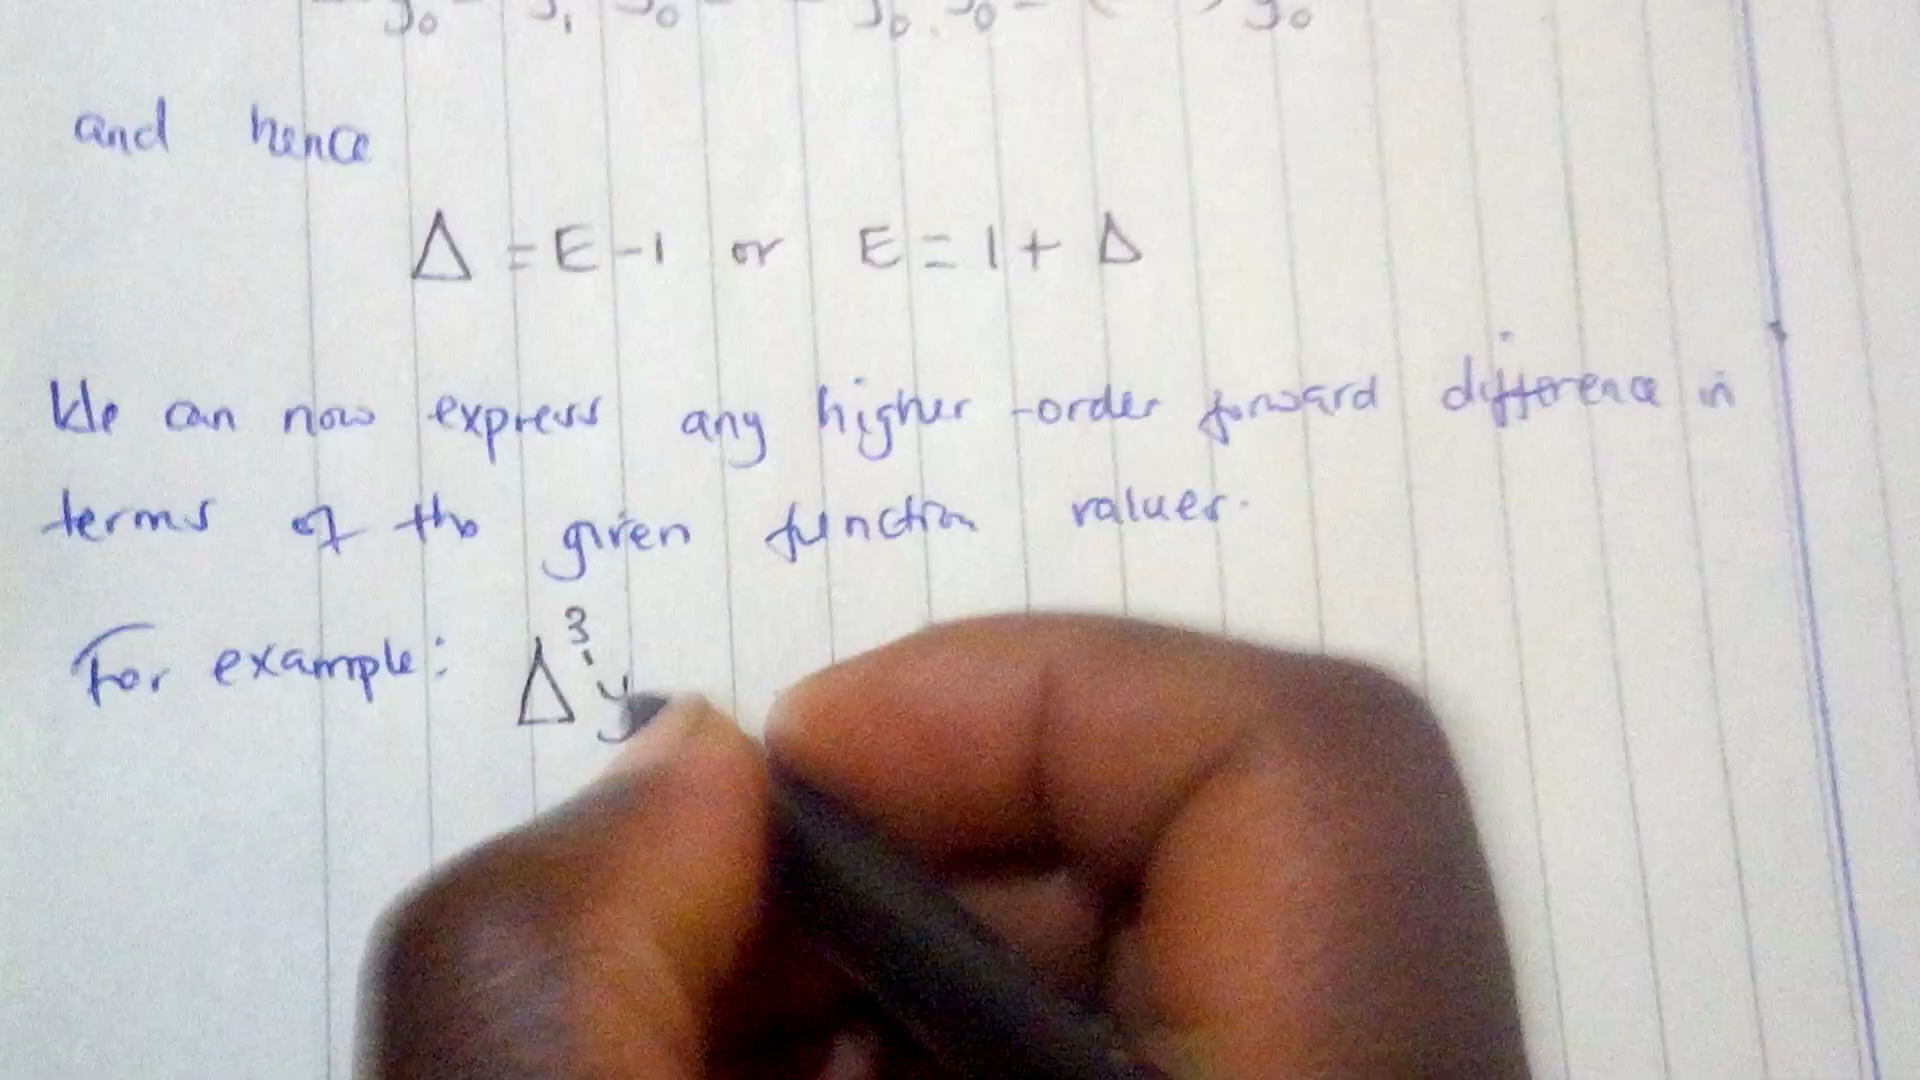 and hence
Δ = E - 1 or E = 1 + Δ
We can now express any higher-order forward difference in
terms of the given function values.
For example: Δ³y